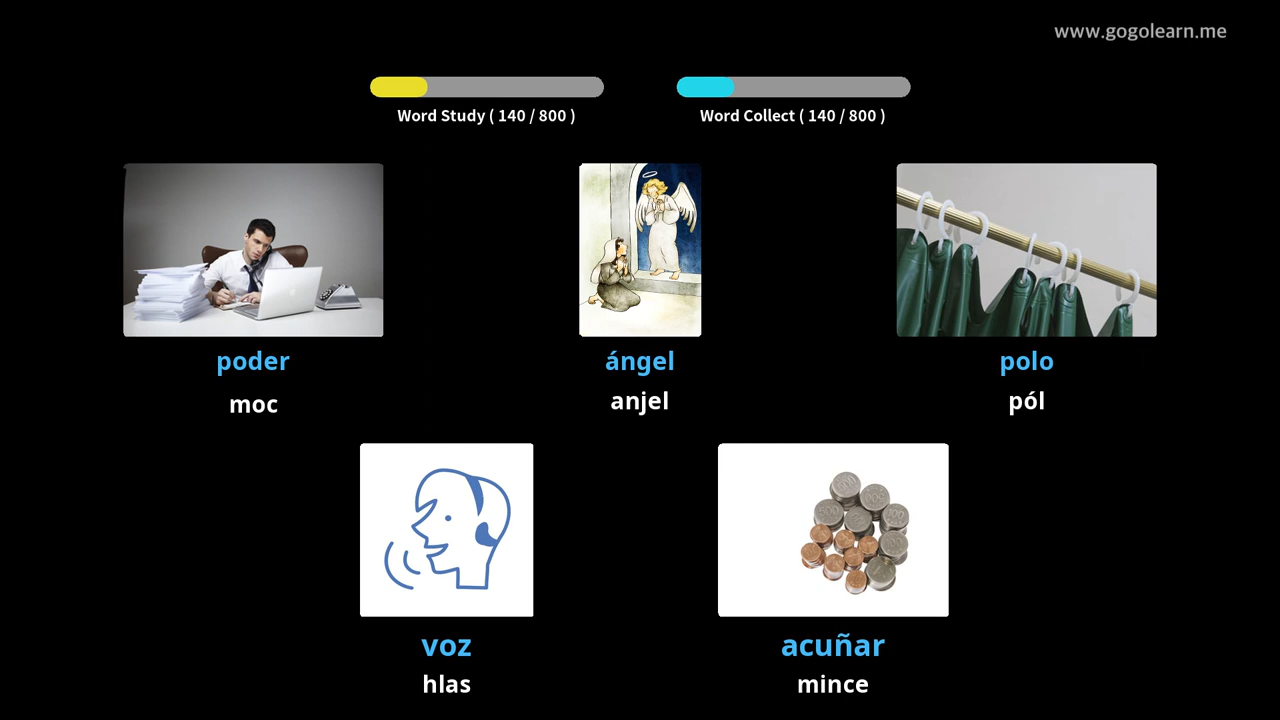 www.gogolearn.me
Word Study ( 140 / 800 )
Word Collect ( 140 / 800 )
poder
moc
ángel
anjel
polo
pól
voz
hlas
acuñar
mince